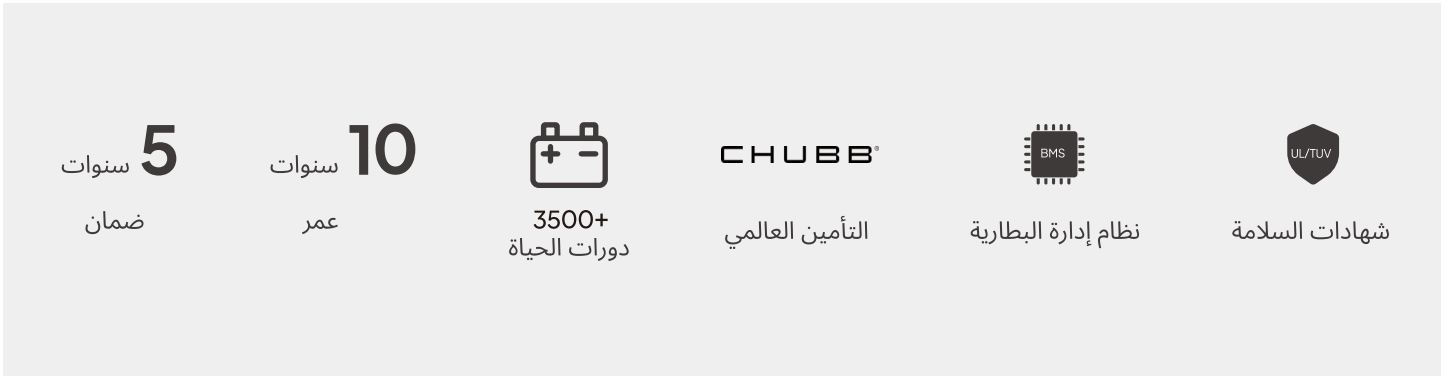 UL/TUV
شهادات السلامة
BMS
نظام إدارة البطارية
CHUBB®
التأمين العالمي
3500+
دورات الحياة
10 سنوات
عمر
5 سنوات
ضمان